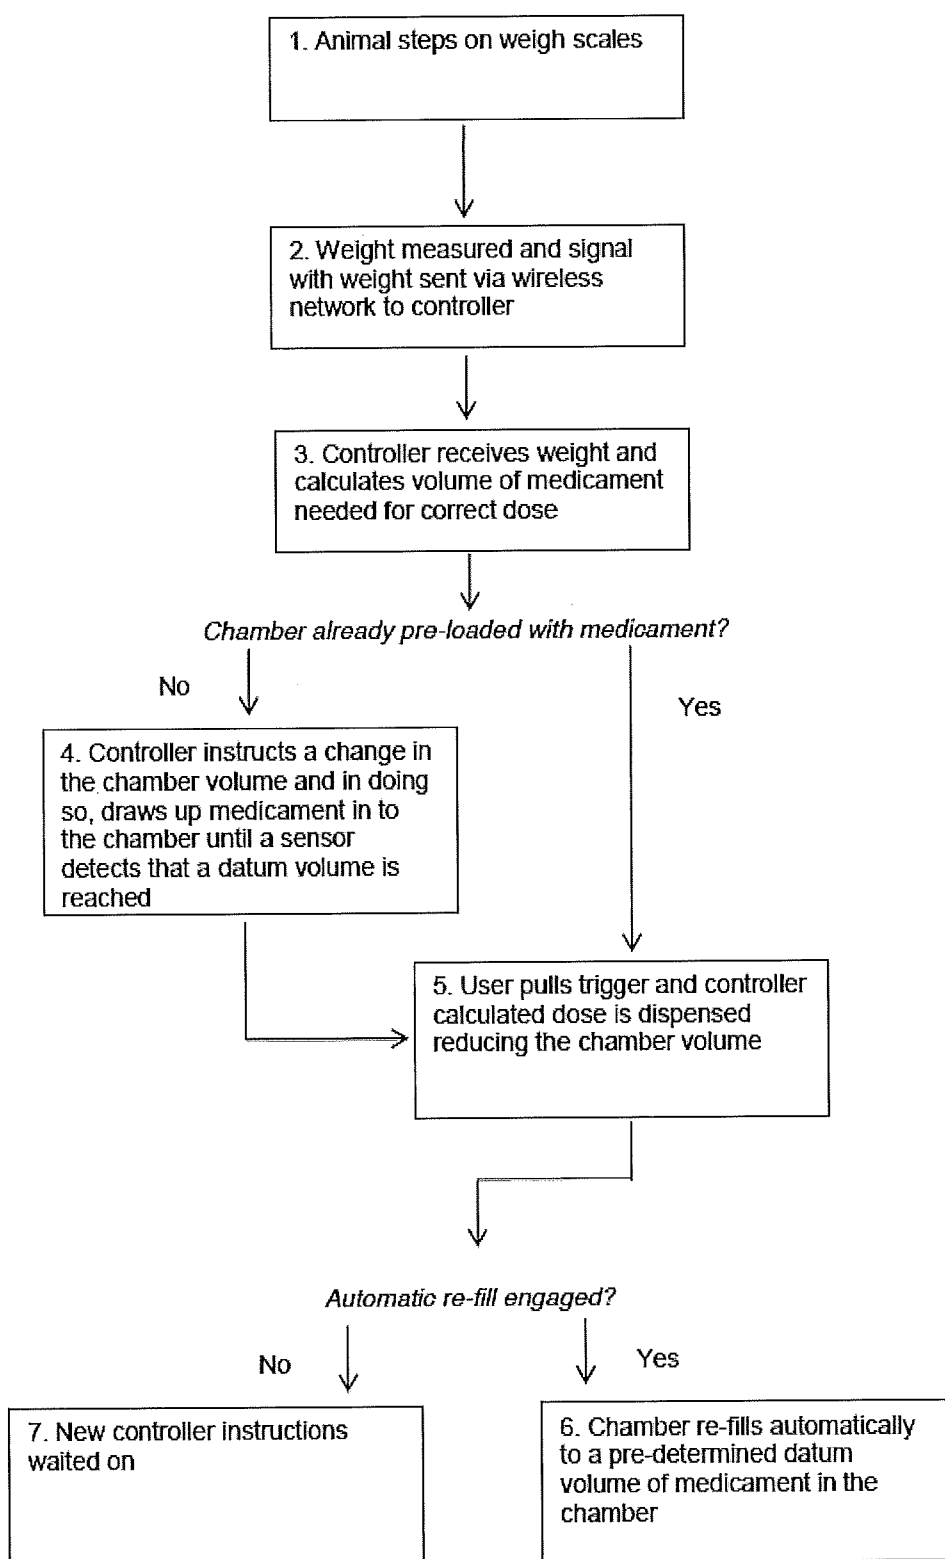 1. Animal steps on weigh scales
2. Weight measured and signal
with weight sent via wireless
network to controller
3. Controller receives weight and
calculates volume of medicament
needed for correct dose
Chamber already pre-loaded with medicament?
No
Yes
4. Controller instructs a change in
the chamber volume and in doing
so, draws up medicament in to
the chamber until a sensor
detects that a datum volume is
reached
5. User pulls trigger and controller
calculated dose is dispensed
reducing the chamber volume
Automatic re-fill engaged?
No
Yes
7. New controller instructions
waited on
6. Chamber re-fills automatically
to a pre-determined datum
volume of medicament in the
chamber